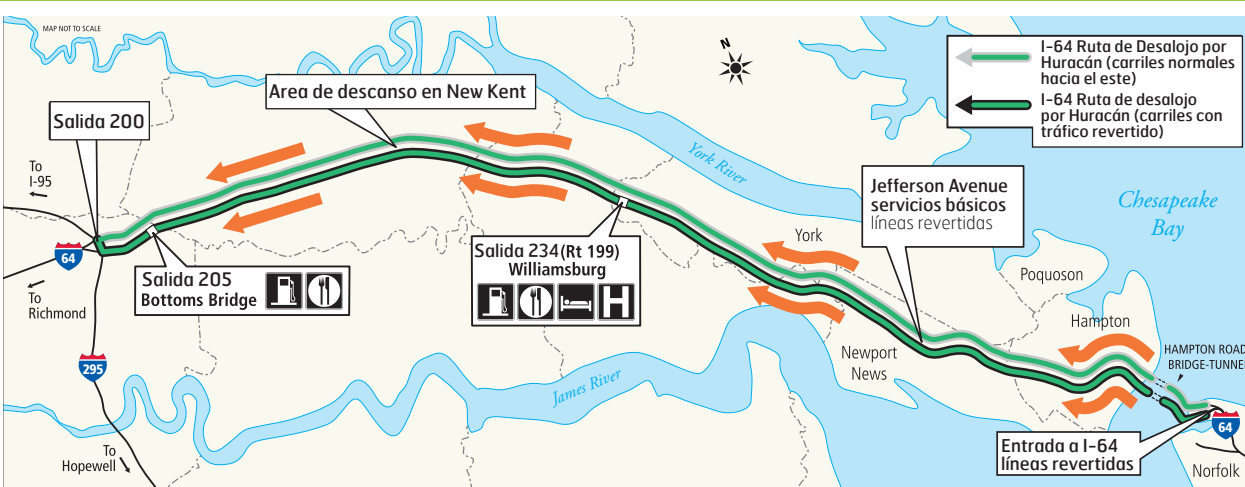 MAP NOT TO SCALE
N
I-64 Ruta de Desalojo por
Huracán (carriles normales
hacia el este)
I-64 Ruta de desalojo
por Huracán (carriles con
tráfico revertido)
Area de descanso en New Kent
Salida 200
To
I-95
York River
Jefferson Avenue
servicios básicos
líneas revertidas
Chesapeake
Bay
York
Salida 234(Rt 199)
Williamsburg
H
64
Salida 205
Bottoms Bridge
Poquoson
To
Richmond
Hampton
HAMPTON ROAD
BRIDGE-TUNNE
Newport
News
295
James River
Entrada a I-64
líneas revertidas
64
Norfolk
To
Hopewell